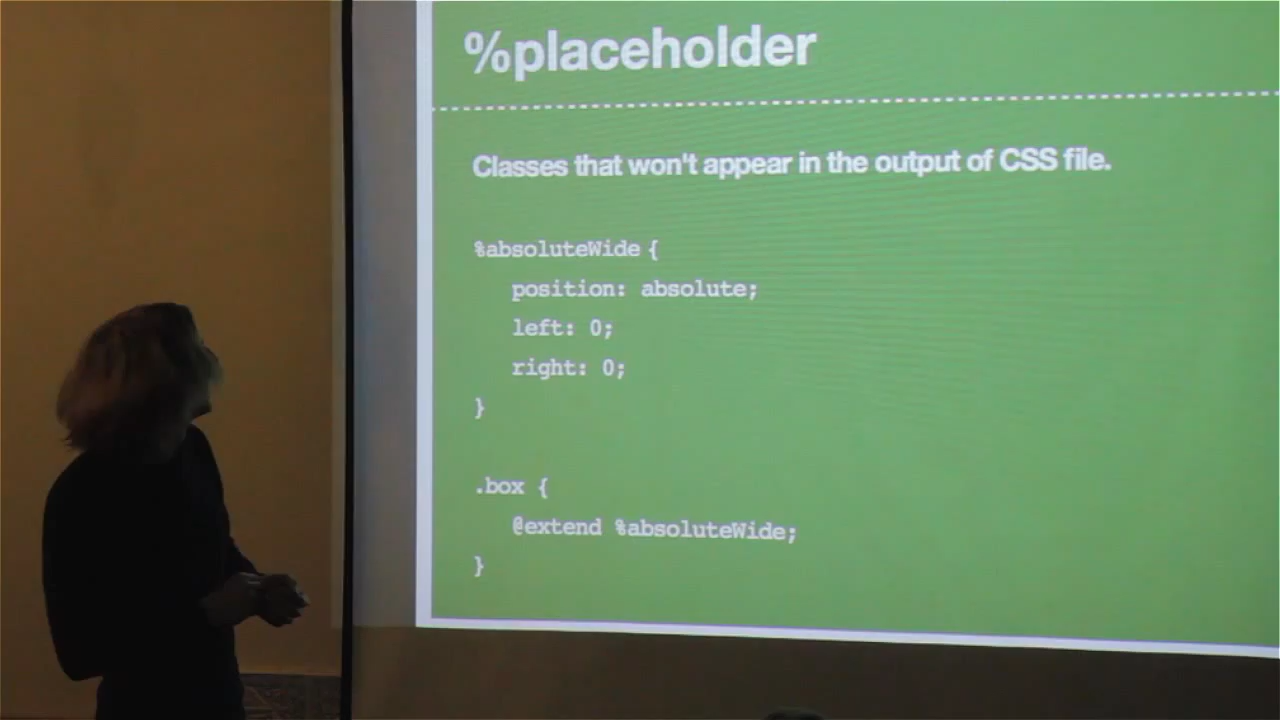 %placeholder
Classes that won't appear in the output of CSS file.
%absoluteWide {
position: absolute;
left: 0;
right: 0;
}
.box {
@extend %absoluteWide;
}